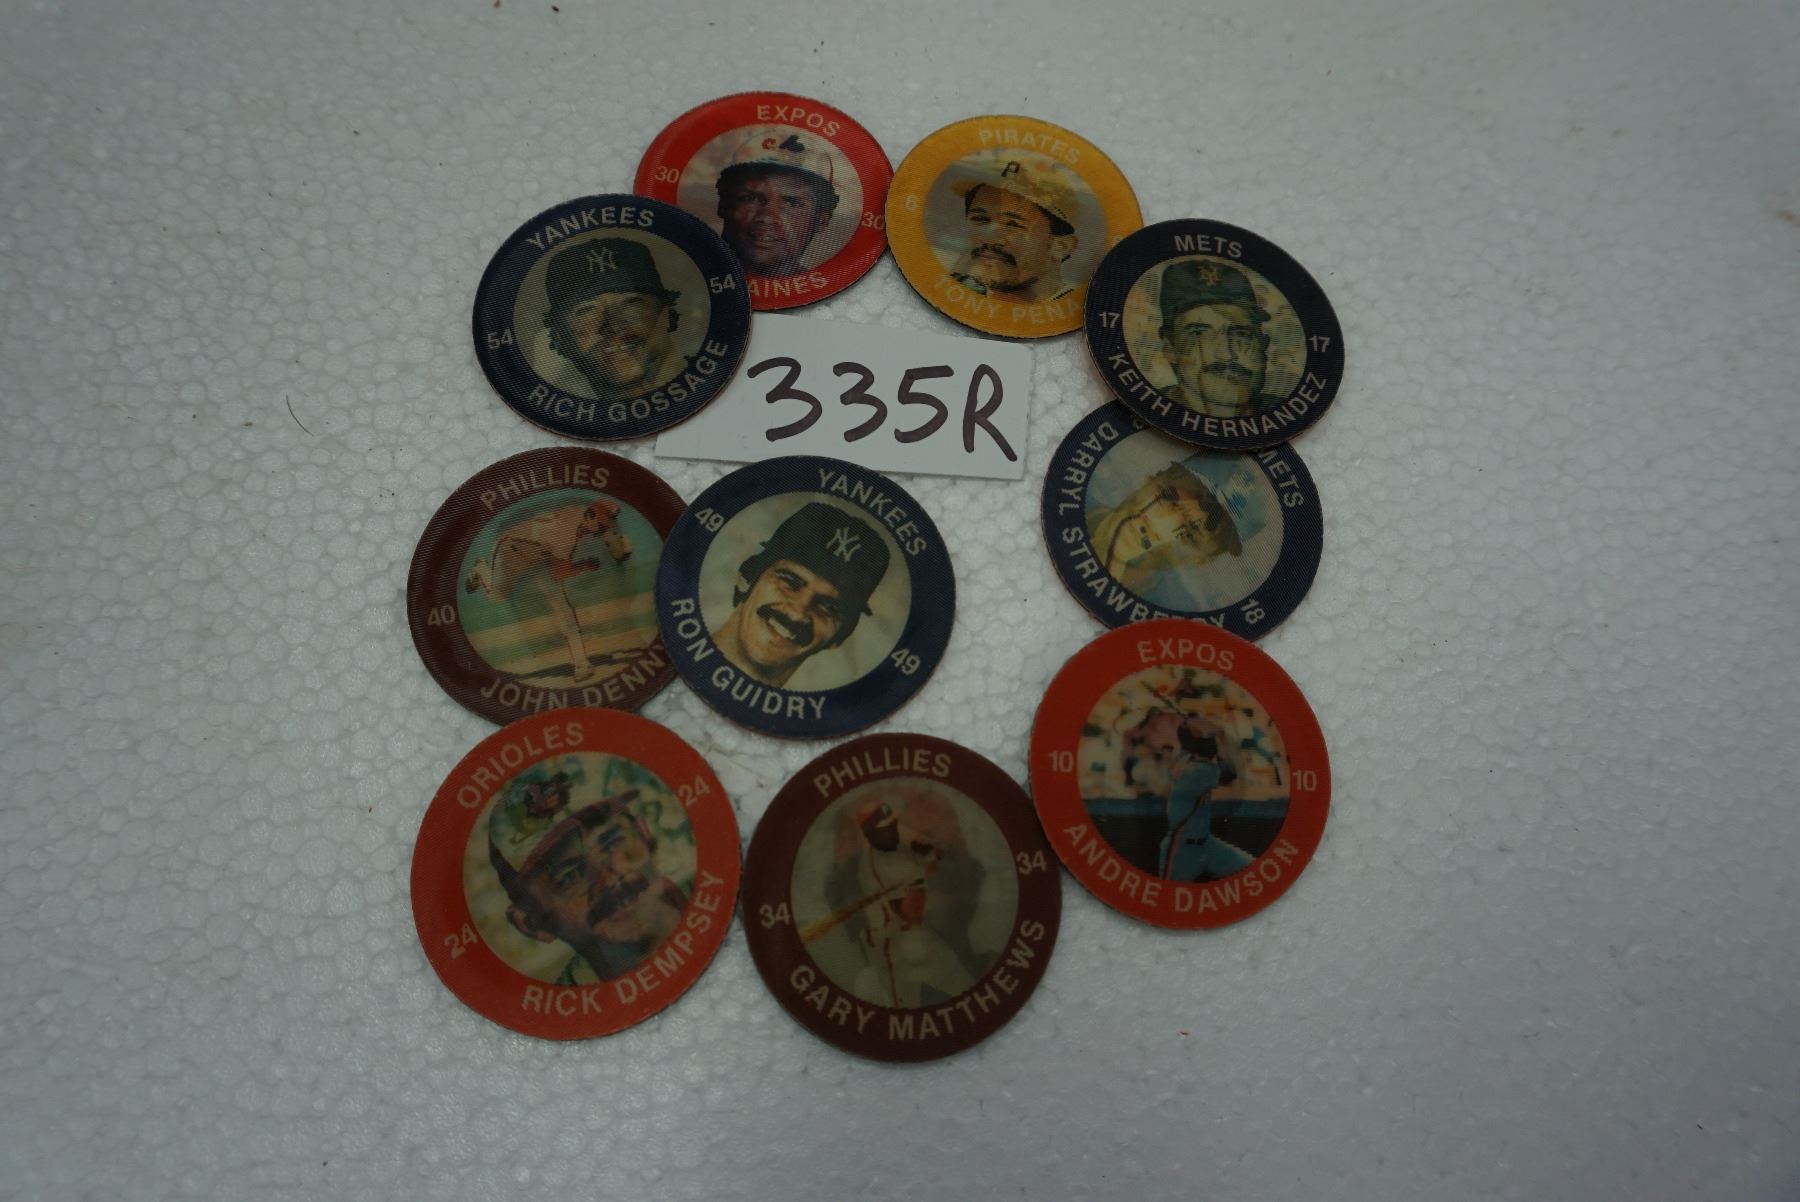 EXPOS
30
30
AINES
PIRATES
6
TONY PENA
YANKEES
54
54
RICH GOSSAGE
METS
17
17
KEITH HERNANDEZ
335R
METS
DARRYL STRAWBERRY
18
PHILLIES
40
JOHN DENNY
YANKEES
49
49
RON GUIDRY
EXPOS
10
10
ANDRE DAWSON
ORIOLES
24
24
RICK DEMPSEY
PHILLIES
34
34
GARY MATTHEWS